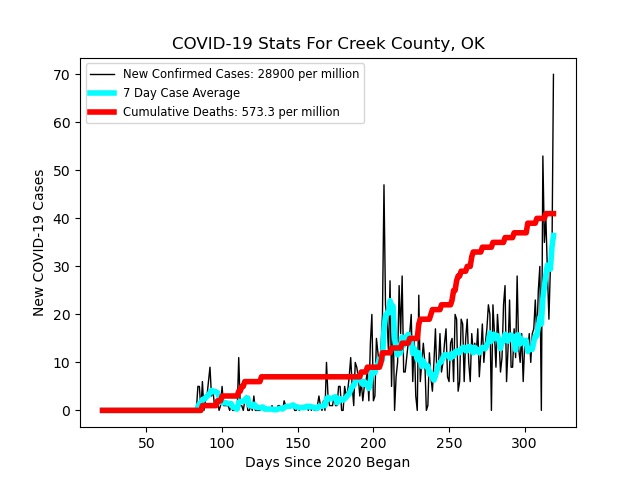 COVID-19 Stats For Creek County, OK
New Confirmed Cases: 28900 per million
7 Day Case Average
Cumulative Deaths: 573.3 per million
70
60
50
40
30
20
10
0
New COVID-19 Cases
50
100
150
200
250
300
Days Since 2020 Began